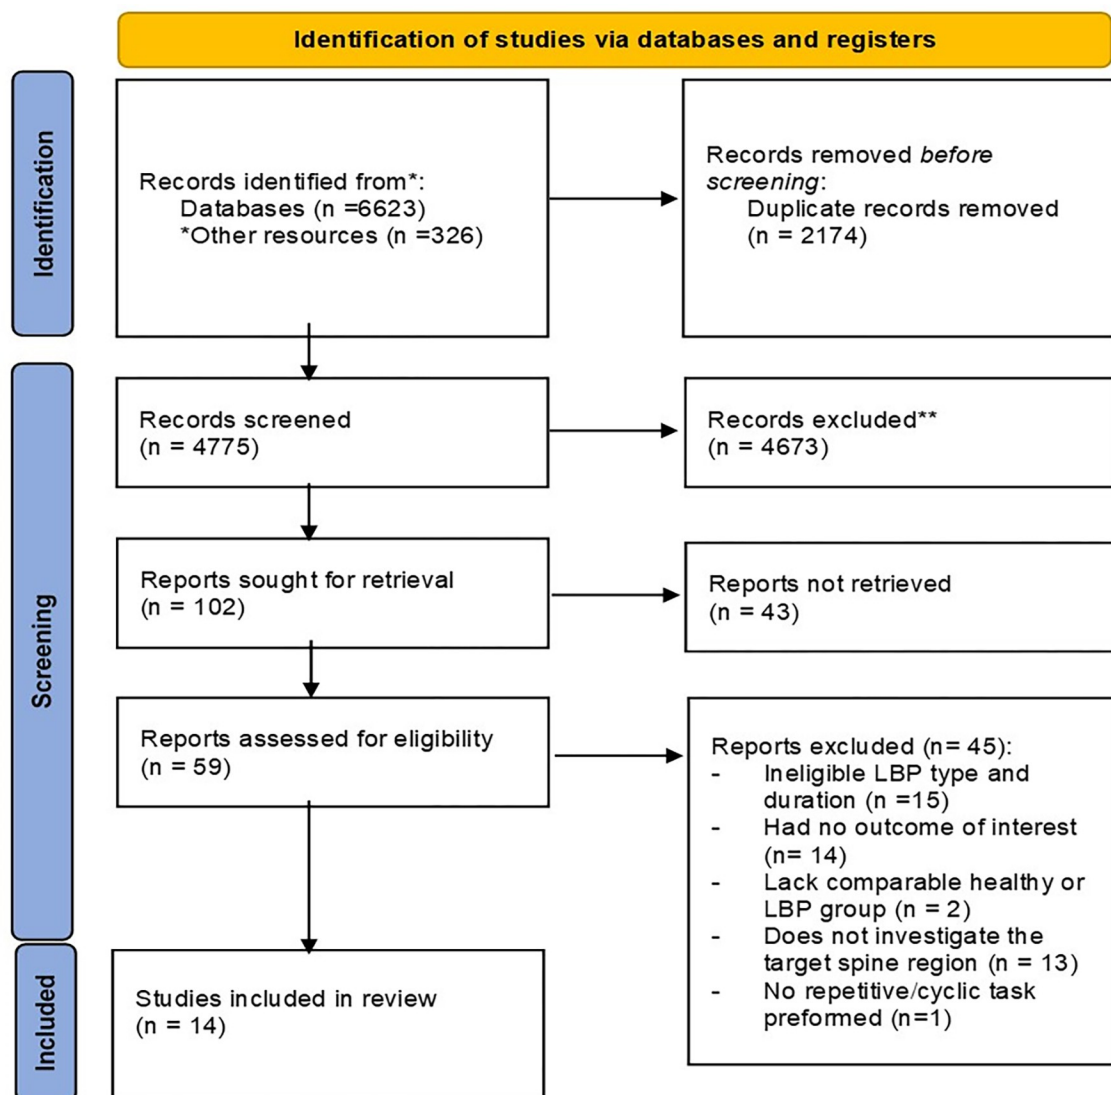 Identification of studies via databases and registers
Identification
Records identified from*:
Databases (n =6623)
*Other resources (n =326)
Records removed before
screening:
Duplicate records removed
(n = 2174)
Screening
Records screened
(n = 4775)
Records excluded**
(n = 4673)
Reports sought for retrieval
(n = 102)
Reports not retrieved
(n = 43)
Reports assessed for eligibility
(n = 59)
Reports excluded (n= 45):
- Ineligible LBP type and
duration (n =15)
- Had no outcome of interest
(n= 14)
- Lack comparable healthy or
LBP group (n = 2)
- Does not investigate the
target spine region (n = 13)
- No repetitive/cyclic task
preformed (n=1)
Included
Studies included in review
(n = 14)